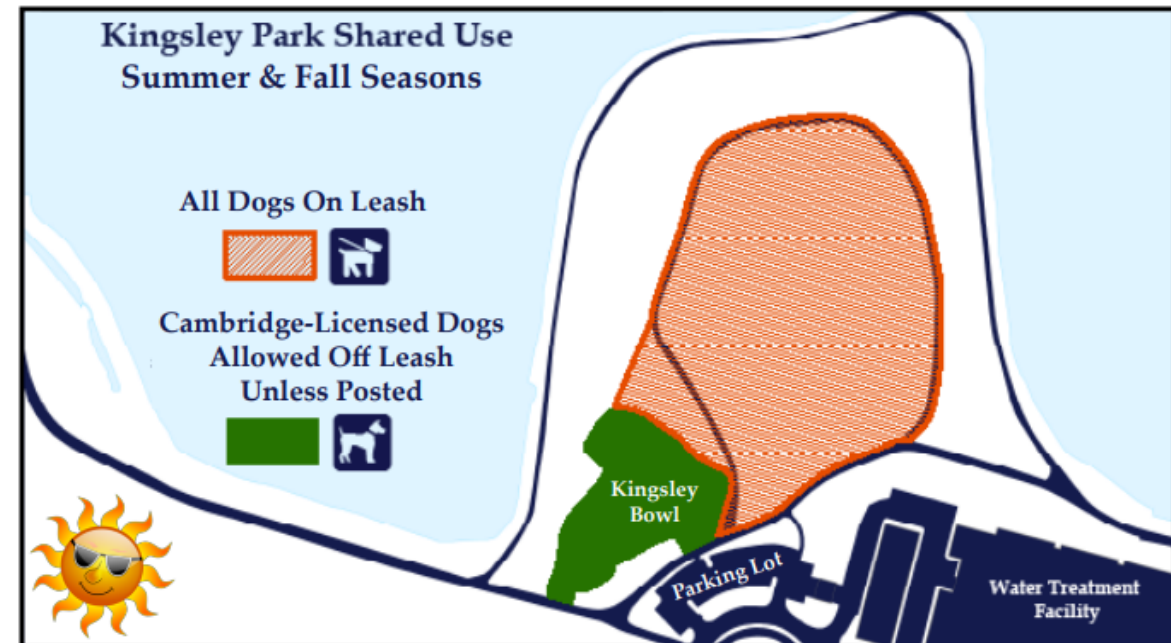 Kingsley Park Shared Use
Summer & Fall Seasons
All Dogs On Leash
Cambridge-Licensed Dogs
Allowed Off Leash
Unless Posted
Kingsley
Bowl
Parking Lot
Water Treatment
Facility